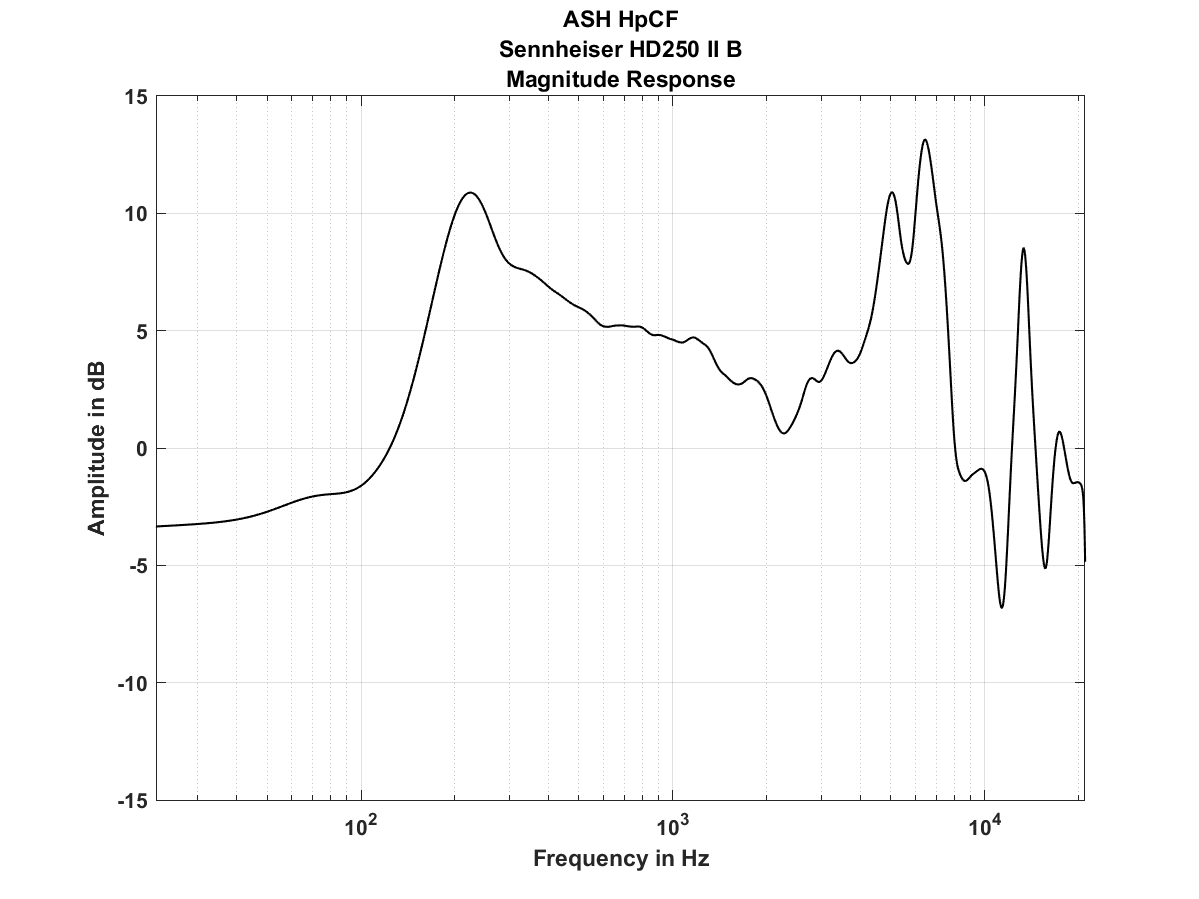 ASH HpCF
Sennheiser HD250 II B
Magnitude Response
15
10
5
0
-5
-10
-15
Amplitude in dB
10²
10³
10⁴
Frequency in Hz